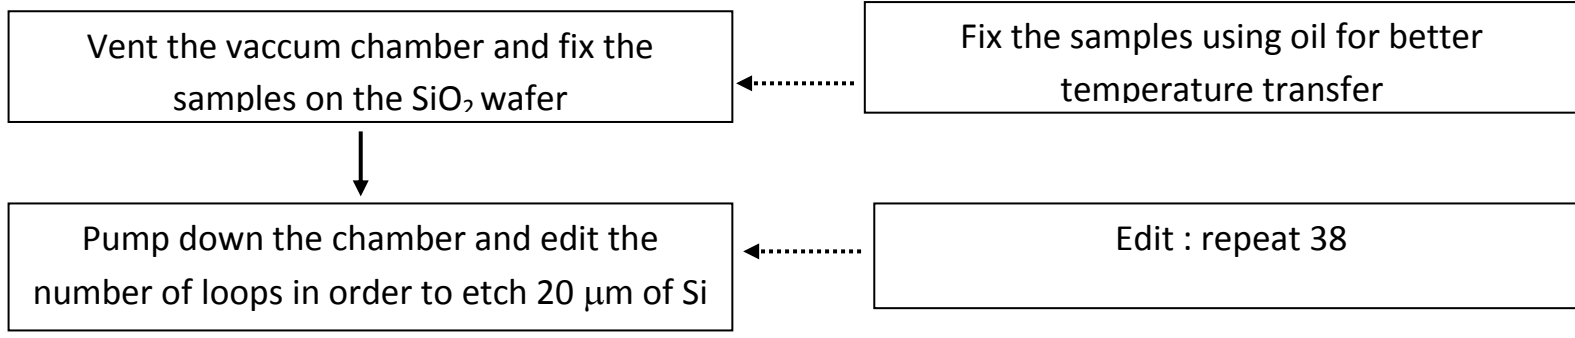 Vent the vaccum chamber and fix the
samples on the SiO₂ wafer
Fix the samples using oil for better
temperature transfer
Pump down the chamber and edit the
number of loops in order to etch 20 μm of Si
Edit : repeat 38